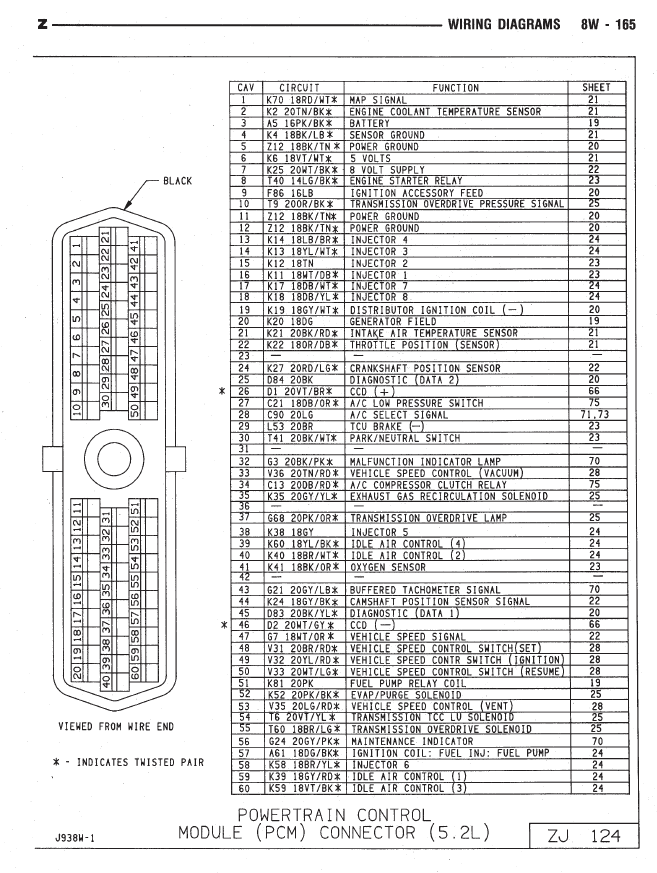 Z WIRING DIAGRAMS 8W - 165
CAV CIRCUIT FUNCTION SHEET
1 K70 18RD/WT* MAP SIGNAL 21
2 K2 20TN/BK* ENGINE COOLANT TEMPERATURE SENSOR 21
3 A5 16PK/BK* BATTERY 19
4 K4 18BK/LB* SENSOR GROUND 21
5 Z12 18BK/TN* POWER GROUND 20
6 K6 18VT/WT* 5 VOLTS 21
7 K25 20WT/BK* 8 VOLT SUPPLY 22
8 T40 14LG/BK* ENGINE STARTER RELAY 23
9 F86 16LB IGNITION ACCESSORY FEED 20
10 T9 20OR/BK* TRANSMISSION OVERDRIVE PRESSURE SIGNAL 25
11 Z12 18BK/TN* POWER GROUND 20
12 Z12 18BK/TN* POWER GROUND 20
13 K14 18LB/BR* INJECTOR 4 24
14 K13 18YL/WT* INJECTOR 3 24
15 K12 18TN INJECTOR 2 23
16 K11 18WT/DB* INJECTOR 1 23
17 K17 18DB/WT* INJECTOR 7 24
18 K18 18DB/YL* INJECTOR 8 24
19 K19 18GY/WT* DISTRIBUTOR IGNITION COIL (-) 20
20 K20 18DG GENERATOR FIELD 19
21 K21 20BK/RD* INTAKE AIR TEMPERATURE SENSOR 21
22 K22 18OR/DB* THROTTLE POSITION (SENSOR) 21
23 — — —
24 K27 20RD/LG* CRANKSHAFT POSITION SENSOR 22
25 D84 20BK DIAGNOSTIC (DATA 2) 20
* 26 D1 20VT/BR* CCD (+) 66
27 C21 18DB/OR* A/C LOW PRESSURE SWITCH 75
28 C90 20LG A/C SELECT SIGNAL 71,73
29 L53 20BR TCU BRAKE (-) 23
30 T41 20BK/WT* PARK/NEUTRAL SWITCH 23
31 — — —
32 G3 20BK/PK* MALFUNCTION INDICATOR LAMP 70
33 V36 20TN/RD* VEHICLE SPEED CONTROL (VACUUM) 28
34 C13 20DB/RD* A/C COMPRESSOR CLUTCH RELAY 75
35 K35 20GY/YL* EXHAUST GAS RECIRCULATION SOLENOID 25
36 — — —
37 G68 20PK/OR* TRANSMISSION OVERDRIVE LAMP 25
38 K38 18GY INJECTOR 5 24
39 K60 18YL/BK* IDLE AIR CONTROL (4) 24
40 K40 18BR/WT* IDLE AIR CONTROL (2) 24
41 K41 18BK/OR* OXYGEN SENSOR 23
42 — — —
43 G21 20GY/LB* BUFFERED TACHOMETER SIGNAL 70
44 K24 18GY/BK* CAMSHAFT POSITION SENSOR SIGNAL 22
45 D83 20BK/YL* DIAGNOSTIC (DATA 1) 20
* 46 D2 20WT/GY* CCD (-) 66
47 G7 18WT/OR* VEHICLE SPEED SIGNAL 22
48 V31 20BR/RD* VEHICLE SPEED CONTROL SWITCH(SET) 28
49 V32 20YL/RD* VEHICLE SPEED CONTR SWITCH (IGNITION) 28
50 V33 20WT/LG* VEHICLE SPEED CONTROL SWITCH (RESUME) 28
51 K81 20PK FUEL PUMP RELAY COIL 19
52 K52 20PK/BK* EVAP/PURGE SOLENOID 25
53 V35 20LG/RD* VEHICLE SPEED CONTROL (VENT) 28
54 T6 20VT/YL* TRANSMISSION TCC LU SOLENOID 25
55 T60 18BR/LG* TRANSMISSION OVERDRIVE SOLENOID 25
56 G24 20GY/PK* MAINTENANCE INDICATOR 70
57 A61 18DG/BK* IGNITION COIL: FUEL INJ: FUEL PUMP 24
58 K58 18BR/YL* INJECTOR 6 24
59 K39 18GY/RD* IDLE AIR CONTROL (1) 24
60 K59 18VT/BK* IDLE AIR CONTROL (3) 24
BLACK
1 2 3 4 5 6 7 8 9 10
21 22 23 24 25 26 27 28 29 30
41 42 43 44 45 46 47 48 49 50
11 12 13 14 15 16 17 18 19 20
31 32 33 34 35 36 37 38 39 40
51 52 53 54 55 56 57 58 59 60
VIEWED FROM WIRE END
* - INDICATES TWISTED PAIR
POWERTRAIN CONTROL
MODULE (PCM) CONNECTOR (5.2L)
J938W-1
ZJ 124